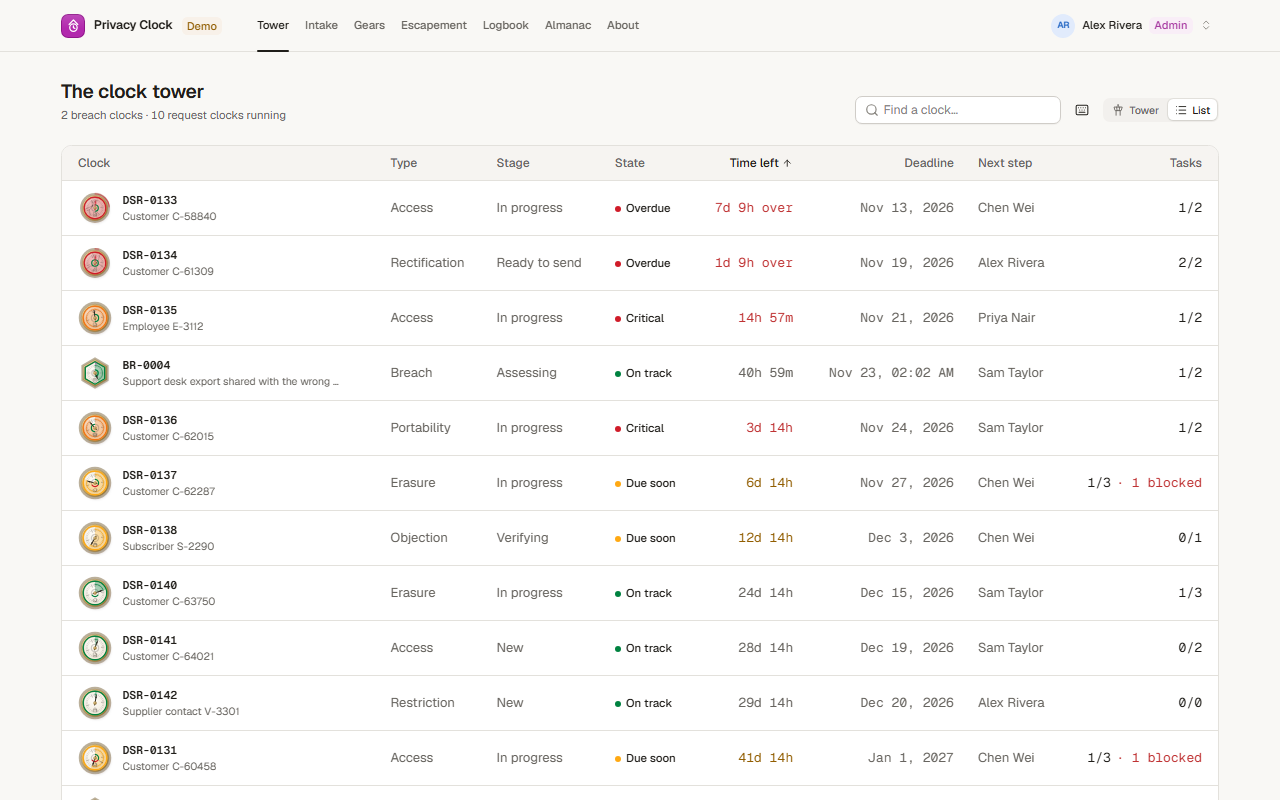 Privacy Clock Demo Tower Intake Gears Escapement Logbook Almanac About AR Alex Rivera Admin
The clock tower
2 breach clocks · 10 request clocks running
Find a clock… Tower List
Clock Type Stage State Time left ↑ Deadline Next step Tasks
DSR-0133
Customer C-58840
Access In progress Overdue 7d 9h over Nov 13, 2026 Chen Wei 1/2
DSR-0134
Customer C-61309
Rectification Ready to send Overdue 1d 9h over Nov 19, 2026 Alex Rivera 2/2
DSR-0135
Employee E-3112
Access In progress Critical 14h 57m Nov 21, 2026 Priya Nair 1/2
BR-0004
Support desk export shared with the wrong …
Breach Assessing On track 40h 59m Nov 23, 02:02 AM Sam Taylor 1/2
DSR-0136
Customer C-62015
Portability In progress Critical 3d 14h Nov 24, 2026 Sam Taylor 1/2
DSR-0137
Customer C-62287
Erasure In progress Due soon 6d 14h Nov 27, 2026 Chen Wei 1/3 · 1 blocked
DSR-0138
Subscriber S-2290
Objection Verifying Due soon 12d 14h Dec 3, 2026 Chen Wei 0/1
DSR-0140
Customer C-63750
Erasure In progress On track 24d 14h Dec 15, 2026 Sam Taylor 1/3
DSR-0141
Customer C-64021
Access New On track 28d 14h Dec 19, 2026 Sam Taylor 0/2
DSR-0142
Supplier contact V-3301
Restriction New On track 29d 14h Dec 20, 2026 Alex Rivera 0/0
DSR-0131
Customer C-60458
Access In progress Due soon 41d 14h Jan 1, 2027 Chen Wei 1/3 · 1 blocked